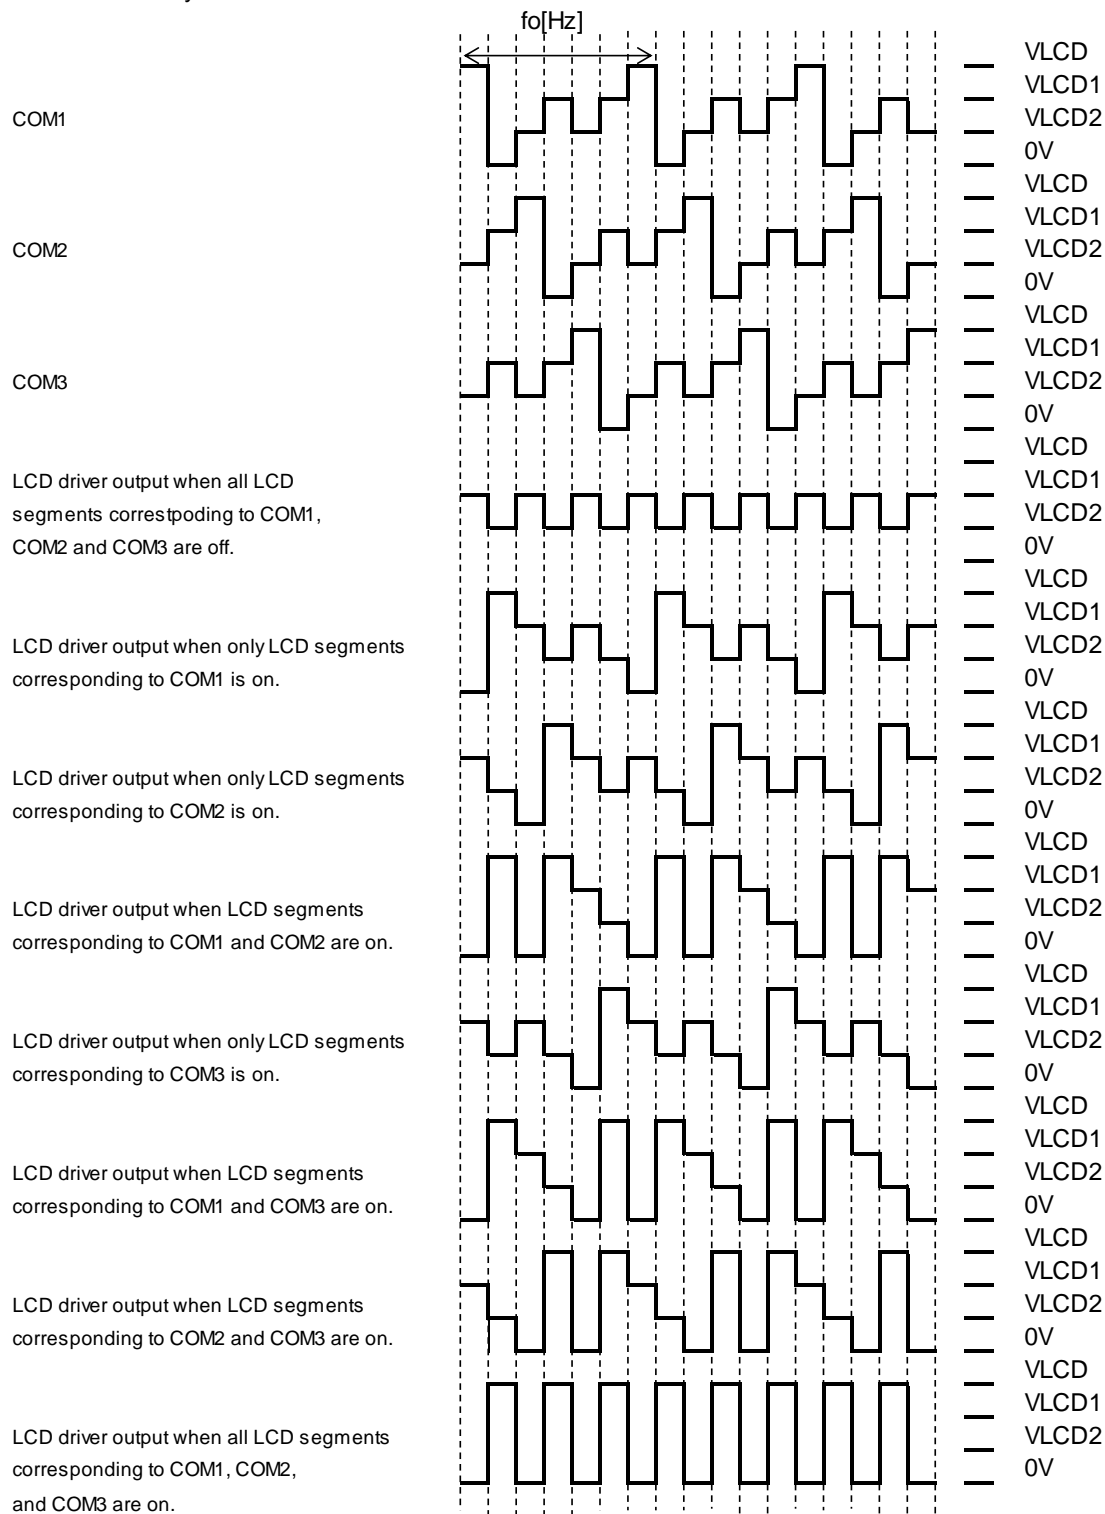 fo[Hz]
VLCD
VLCD1
COM1
VLCD2
0V
VLCD
VLCD1
COM2
VLCD2
0V
VLCD
VLCD1
COM3
VLCD2
0V
VLCD
LCD driver output when all LCD
VLCD1
segments correstpoding to COM1,
VLCD2
COM2 and COM3 are off.
0V
VLCD
VLCD1
LCD driver output when only LCD segments
VLCD2
corresponding to COM1 is on.
0V
VLCD
VLCD1
LCD driver output when only LCD segments
VLCD2
corresponding to COM2 is on.
0V
VLCD
VLCD1
LCD driver output when LCD segments
VLCD2
corresponding to COM1 and COM2 are on.
0V
VLCD
VLCD1
LCD driver output when only LCD segments
VLCD2
corresponding to COM3 is on.
0V
VLCD
VLCD1
LCD driver output when LCD segments
VLCD2
corresponding to COM1 and COM3 are on.
0V
VLCD
VLCD1
LCD driver output when LCD segments
VLCD2
corresponding to COM2 and COM3 are on.
0V
VLCD
VLCD1
LCD driver output when all LCD segments
VLCD2
corresponding to COM1, COM2,
0V
and COM3 are on.